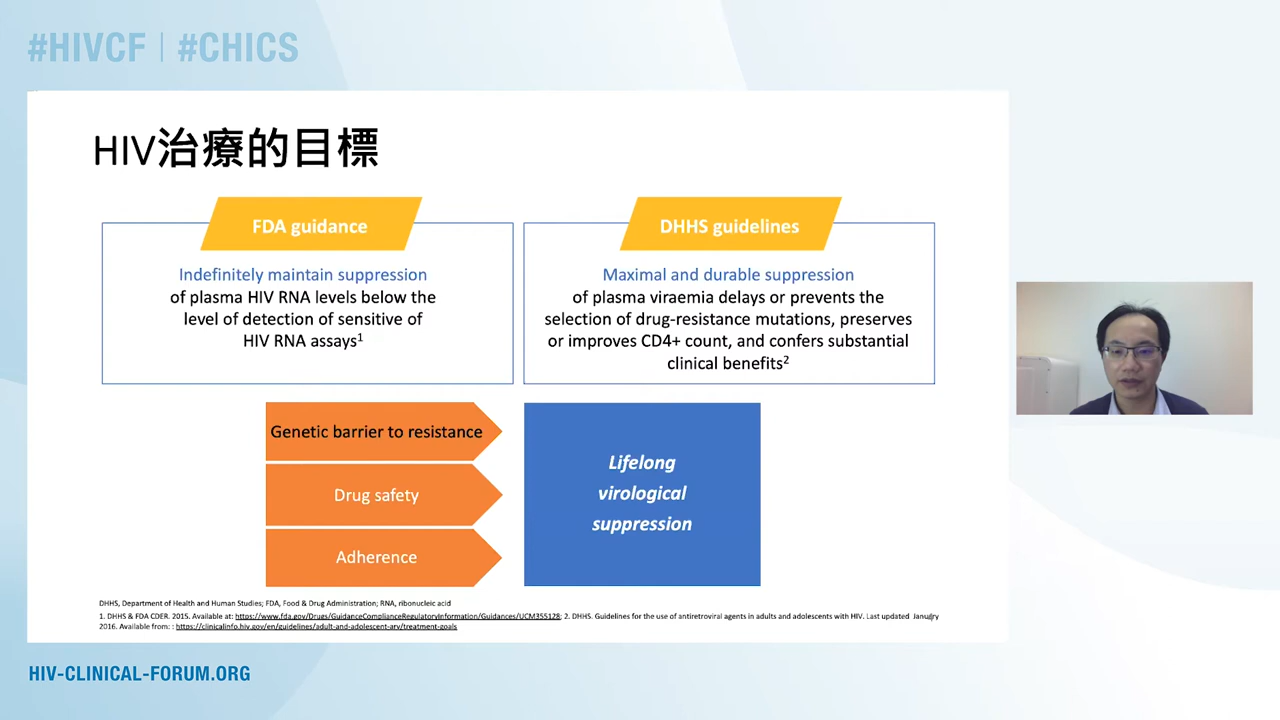 #HIVCF | #CHICS
HIV治療的目標
FDA guidance
Indefinitely maintain suppression
of plasma HIV RNA levels below the
level of detection of sensitive of
HIV RNA assays1
DHHS guidelines
Maximal and durable suppression
of plasma viraemia delays or prevents the
selection of drug-resistance mutations, preserves
or improves CD4+ count, and confers substantial
clinical benefits2
Genetic barrier to resistance
Drug safety
Adherence
Lifelong
virological
suppression
DHHS, Department of Health and Human Studies; FDA, Food & Drug Administration; RNA, ribonucleic acid
1. DHHS & FDA CDER. 2015. Available at: https://www.fda.gov/Drugs/GuidanceComplianceRegulatoryInformation/Guidances/UCM355128; 2. DHHS. Guidelines for the use of antiretroviral agents in adults and adolescents with HIV. Last updated January
2016. Available from: : https://clinicalinfo.hiv.gov/en/guidelines/adult-and-adolescent-arv/treatment-goals
HIV-CLINICAL-FORUM.ORG